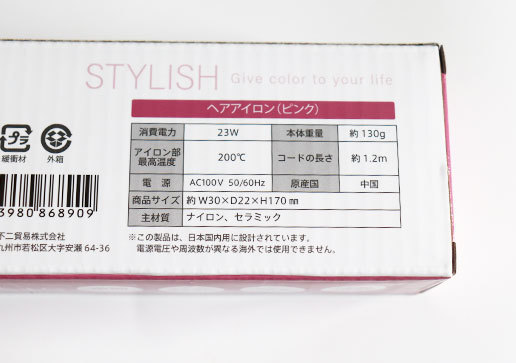 STYLISH Give color to your life
ヘアアイロン(ピンク)
消費電力 23W 本体重量 約130g
アイロン部最高温度 200℃ コードの長さ 約1.2m
電源 AC100V 50/60Hz 原産国 中国
商品サイズ 約W30×D22×H170㎜
主材質 ナイロン、セラミック
※この製品は、日本国内用に設計されています。
電源電圧や周波数が異なる海外では使用できません。
プラ
緩衝材 外箱
3980868909
不二貿易株式会社
九州市若松区大字安瀬 64-36